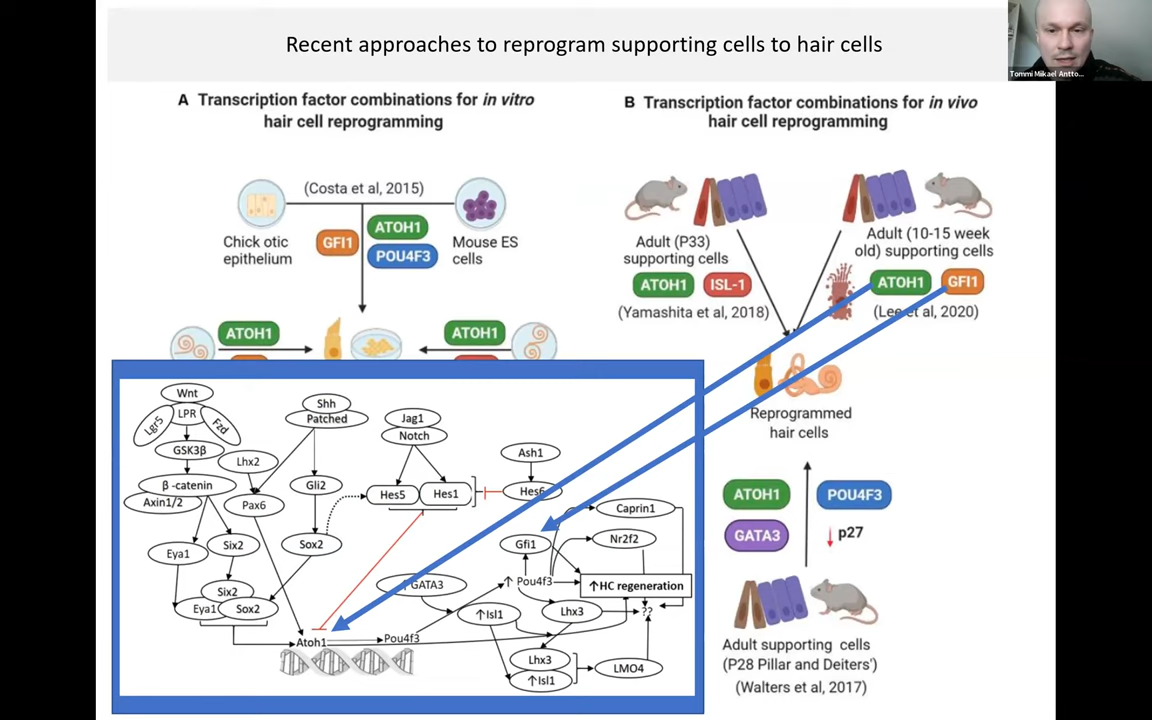 Recent approaches to reprogram supporting cells to hair cells
Tommi Miikael Antto...
A Transcription factor combinations for in vitro
hair cell reprogramming
(Costa et al, 2015)
GFI1
ATOH1
POU4F3
Chick otic
epithelium
Mouse ES
cells
ATOH1
ATOH1
B Transcription factor combinations for in vivo
hair cell reprogramming
Adult (P33)
supporting cells
ATOH1
ISL-1
(Yamashita et al, 2018)
Adult (10-15 week
old) supporting cells
ATOH1
GFI1
(Lee et al, 2020)
Reprogrammed
hair cells
ATOH1
POU4F3
GATA3
p27
Adult supporting cells
(P28 Pillar and Deiters')
(Walters et al, 2017)
Wnt
Lgr5
LPR
Fzd
GSK3β
β -catenin
Axin1/2
Lhx2
Pax6
Eya1
Six2
Six2
Eya1
Sox2
Shh
Patched
Gli2
Sox2
Jag1
Notch
Hes5
Hes1
Ash1
Hes6
Atoh1
Pou4f3
↑GATA3
↑Isl1
Gfi1
↑ Pou4f3
Caprin1
Nr2f2
↑HC regeneration
Lhx3
??
Lhx3
↑Isl1
LMO4